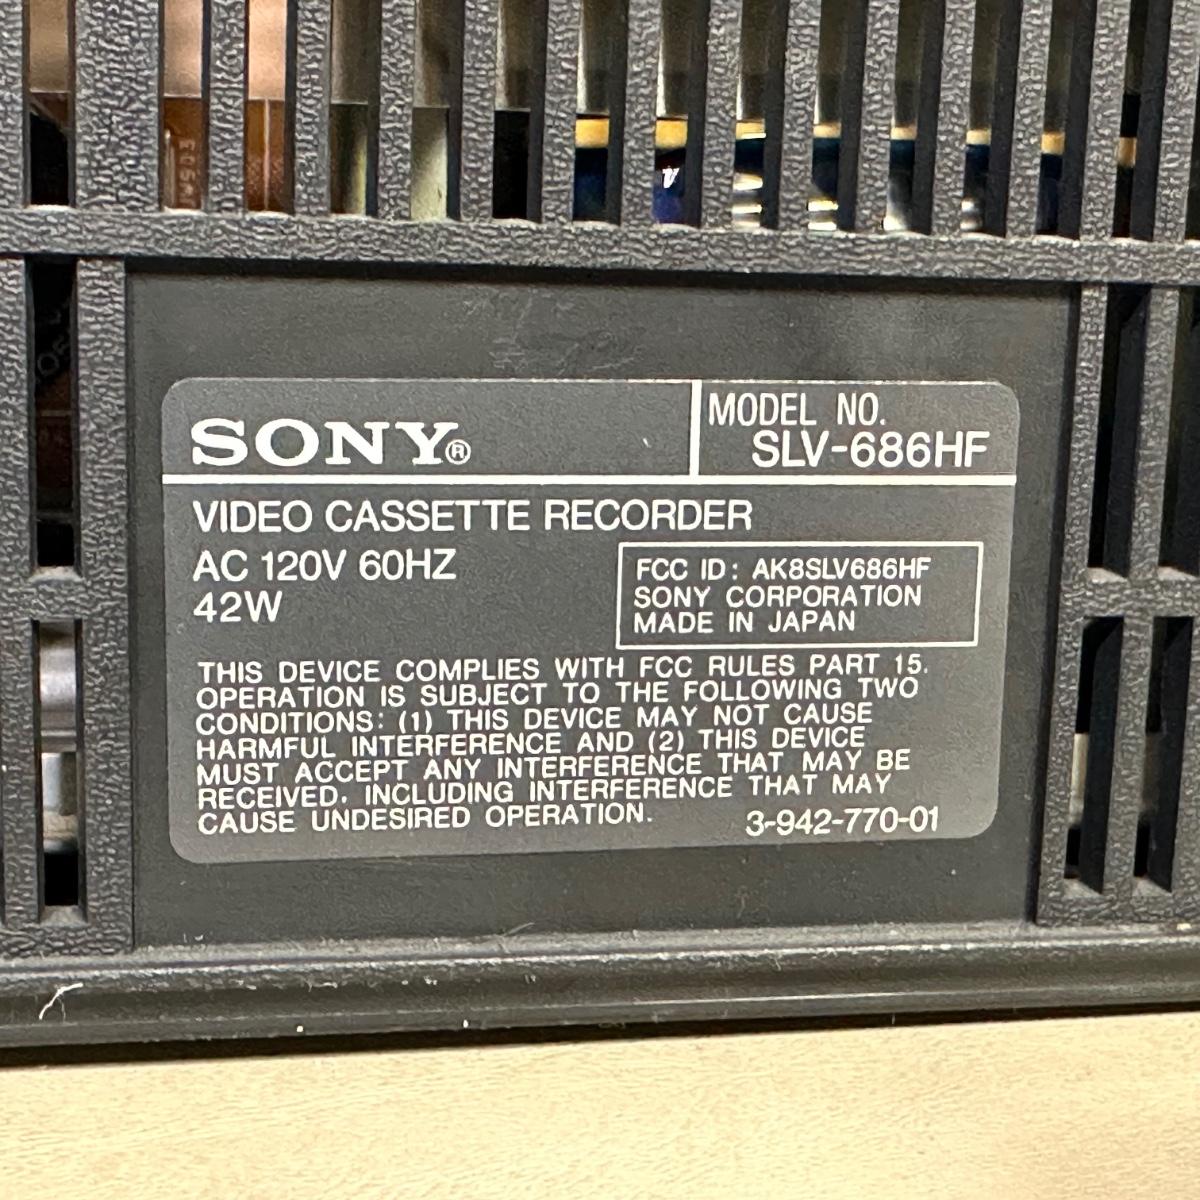 SONY®
MODEL NO.
SLV-686HF
VIDEO CASSETTE RECORDER
AC 120V 60HZ
42W
FCC ID: AK8SLV686HF
SONY CORPORATION
MADE IN JAPAN
THIS DEVICE COMPLIES WITH FCC RULES PART 15.
OPERATION IS SUBJECT TO THE FOLLOWING TWO
CONDITIONS: (1) THIS DEVICE MAY NOT CAUSE
HARMFUL INTERFERENCE AND (2) THIS DEVICE
MUST ACCEPT ANY INTERFERENCE THAT MAY BE
RECEIVED, INCLUDING INTERFERENCE THAT MAY
CAUSE UNDESIRED OPERATION.
3-942-770-01